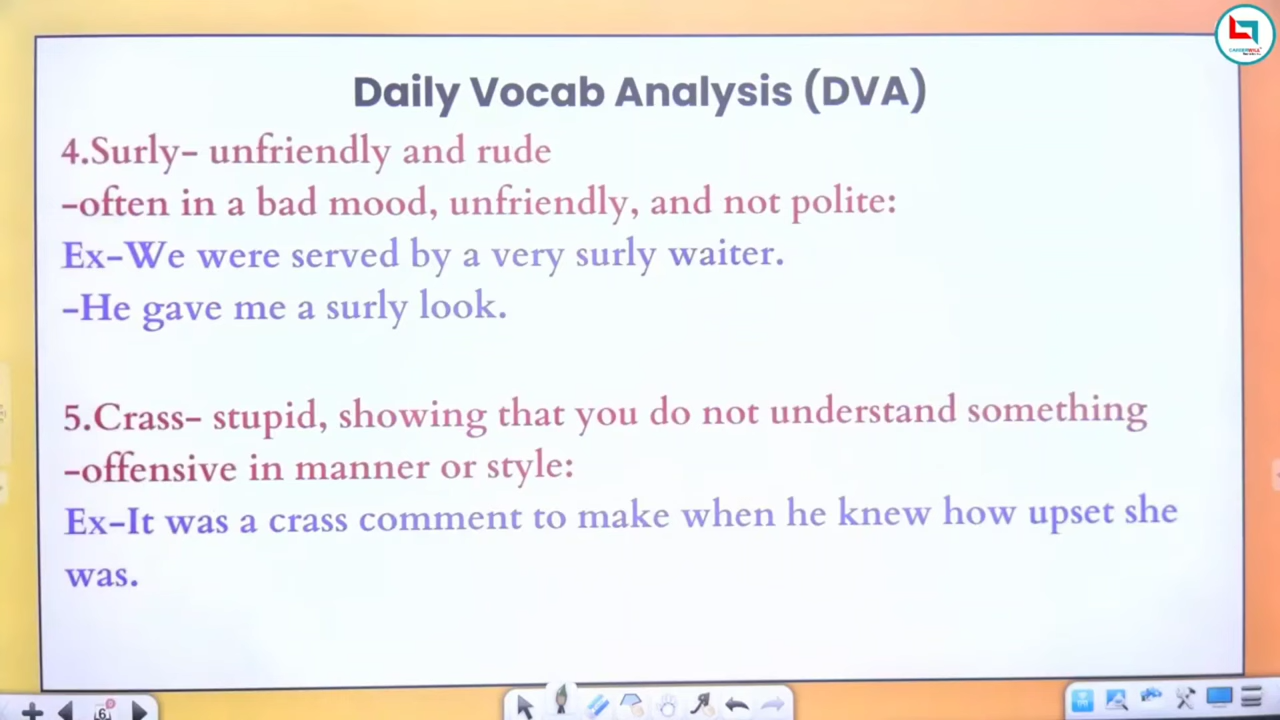 Daily Vocab Analysis (DVA)
4.Surly- unfriendly and rude
-often in a bad mood, unfriendly, and not polite:
Ex-We were served by a very surly waiter.
-He gave me a surly look.
5.Crass- stupid, showing that you do not understand something
-offensive in manner or style:
Ex-It was a crass comment to make when he knew how upset she
was.
6